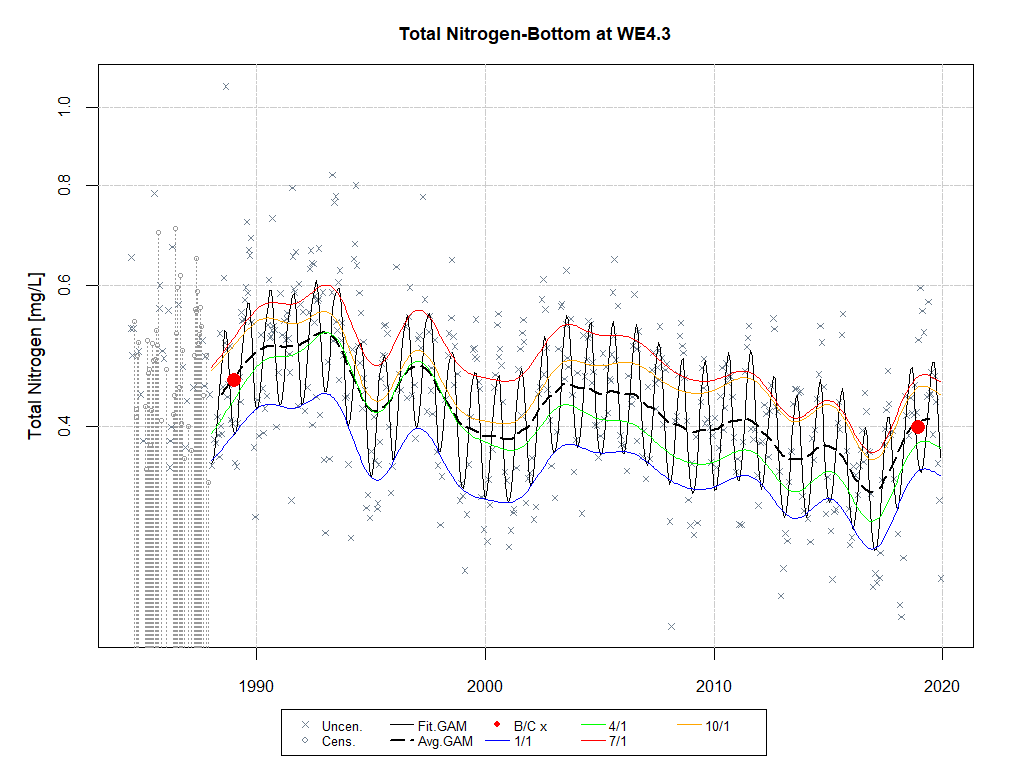 Total Nitrogen-Bottom at WE4.3
Total Nitrogen [mg/L]
1.0
0.8
0.6
0.4
1990
2000
2010
2020
Uncen. Fit.GAM B/C x 4/1 10/1
Cens. Avg.GAM 1/1 7/1